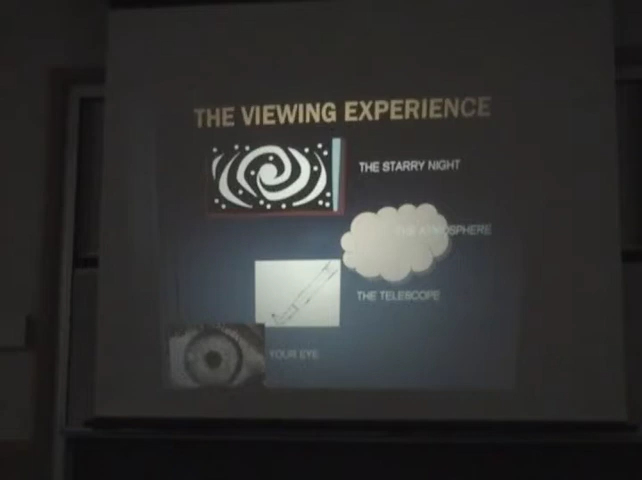 THE VIEWING EXPERIENCE
THE STARRY NIGHT
THE ATMOSPHERE
THE TELESCOPE
YOUR EYE